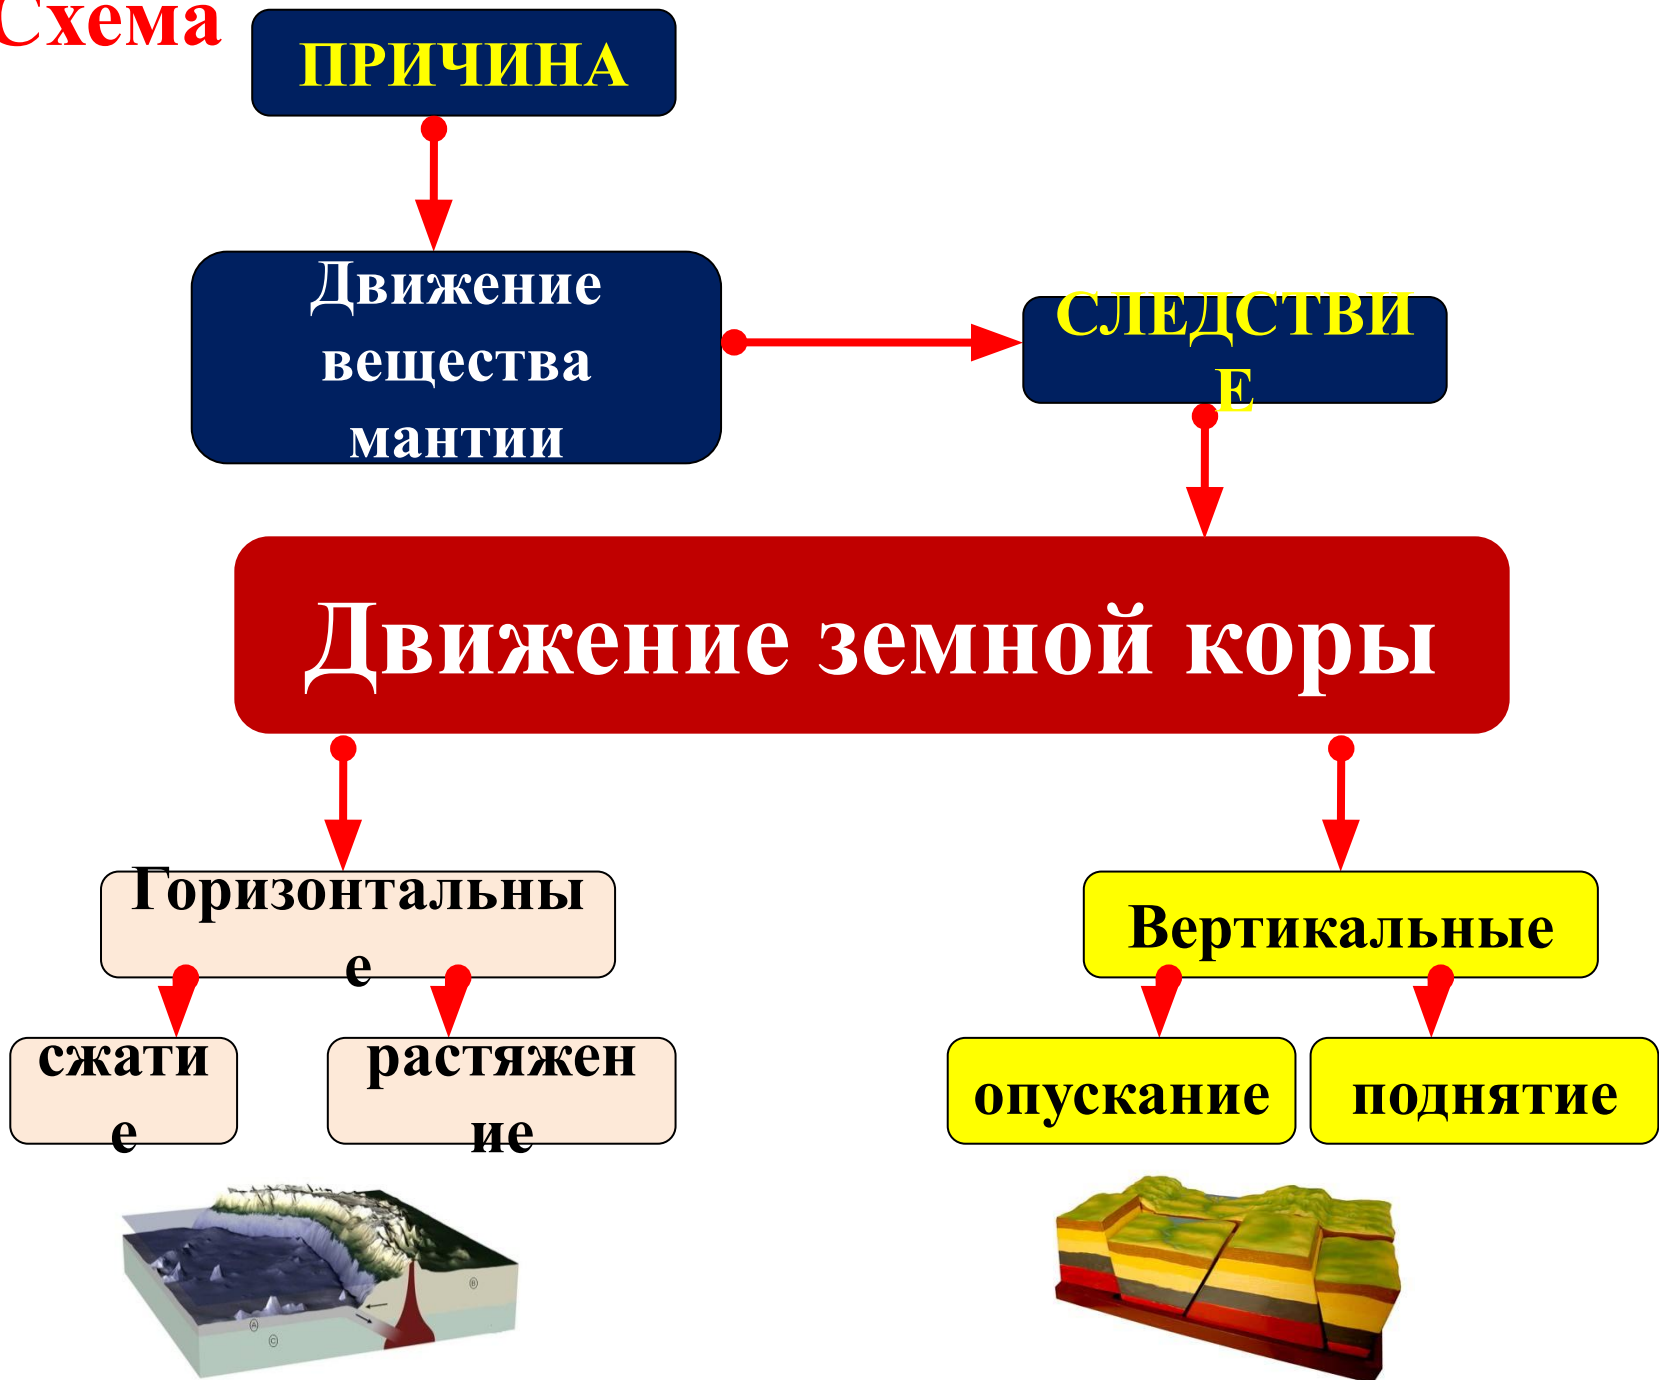 Схема
ПРИЧИНА
Движение
вещества
мантии
СЛЕДСТВИ
Е
Движение земной коры
Горизонтальны
е
Вертикальные
сжати
е
растяжен
ие
опускание
поднятие
A
B
C